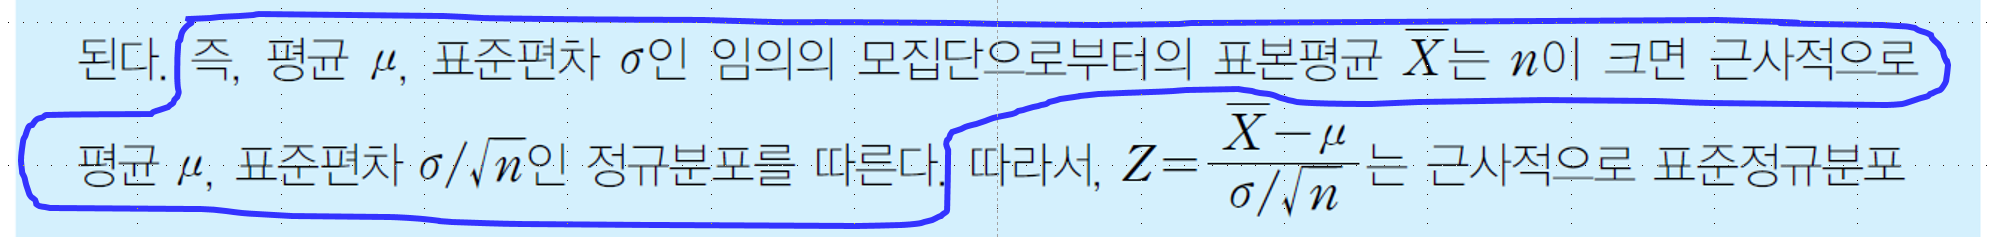 된다. 즉, 평균 μ, 표준편차 σ인 임의의 모집단으로부터의 표본평균 X̄는 n이 크면 근사적으로
평균 μ, 표준편차 σ/√n인 정규분포를 따른다. 따라서, Z=(X̄−μ)/(σ/√n)는 근사적으로 표준정규분포